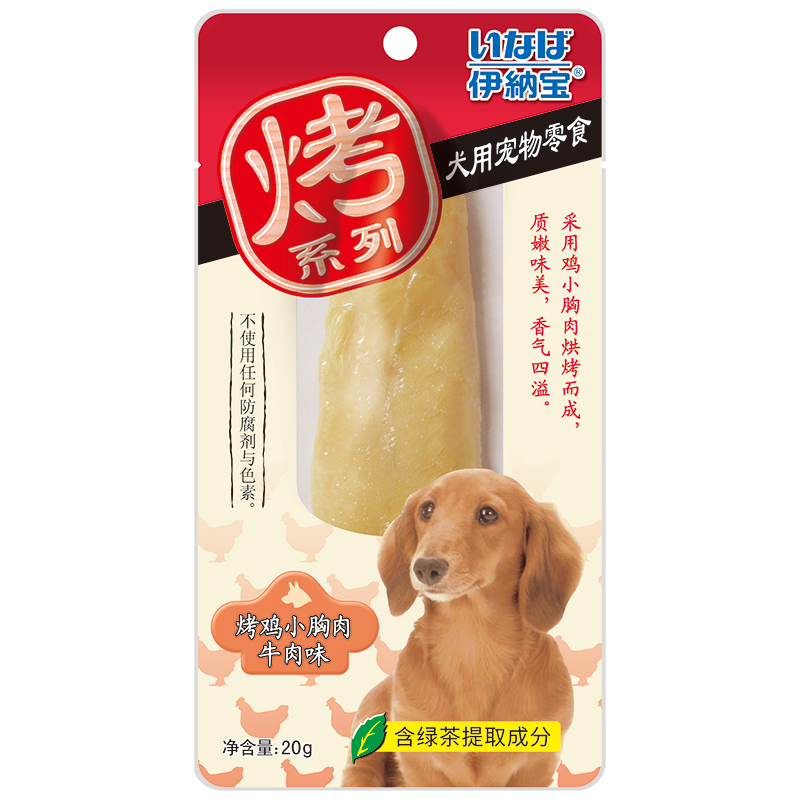 いなば
伊納宝®
犬用宠物零食
烤
系列
采用鸡小胸肉烘烤而成，
质嫩味美，香气四溢。
不使用任何防腐剂与色素。
烤鸡小胸肉
牛肉味
含绿茶提取成分
净含量:20g